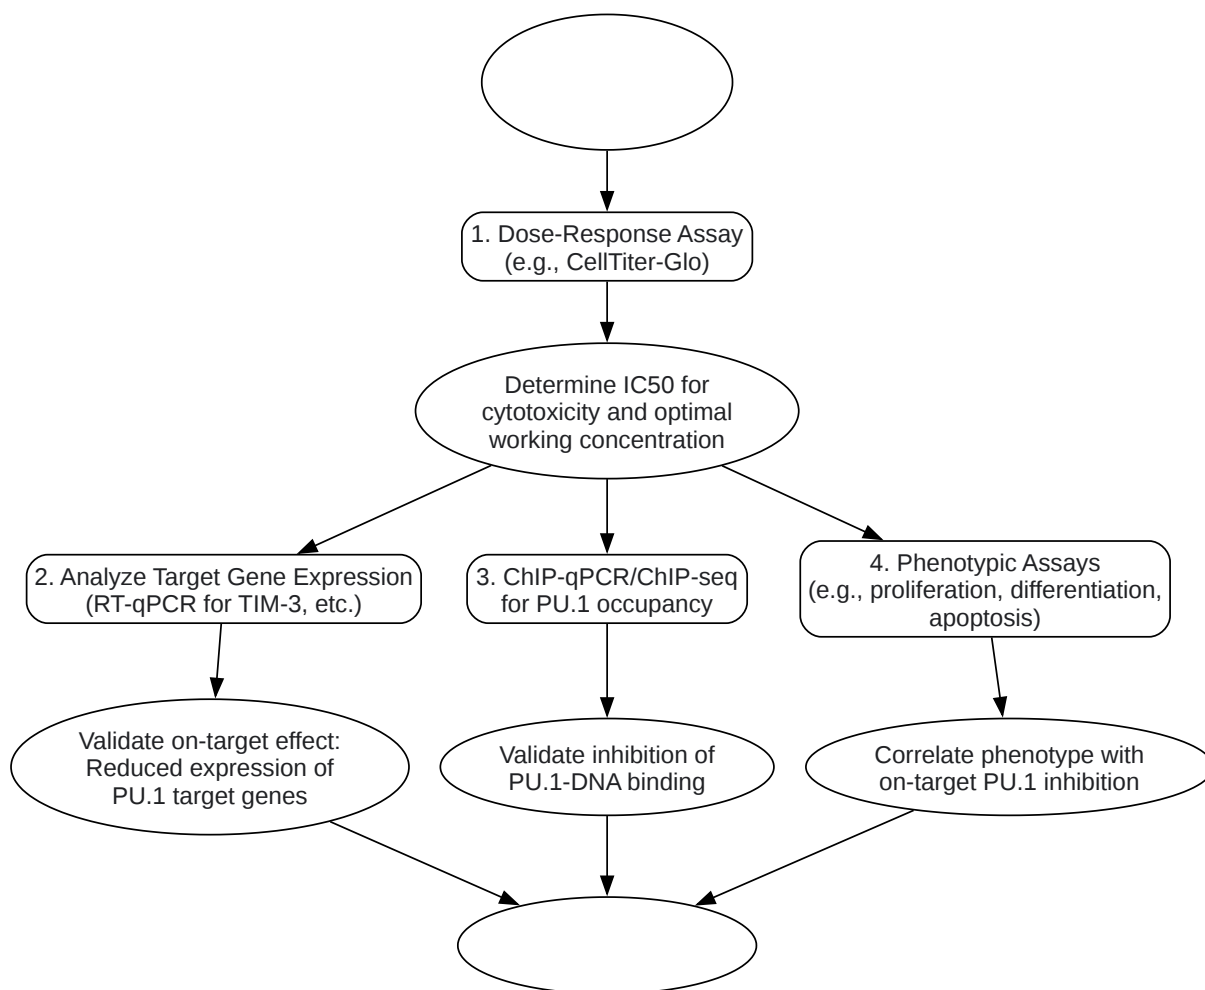 1. Dose-Response Assay
(e.g., CellTiter-Glo)
Determine IC50 for
cytotoxicity and optimal
working concentration
2. Analyze Target Gene Expression
(RT-qPCR for TIM-3, etc.)
3. ChIP-qPCR/ChIP-seq
for PU.1 occupancy
4. Phenotypic Assays
(e.g., proliferation, differentiation,
apoptosis)
Validate on-target effect:
Reduced expression of
PU.1 target genes
Validate inhibition of
PU.1-DNA binding
Correlate phenotype with
on-target PU.1 inhibition